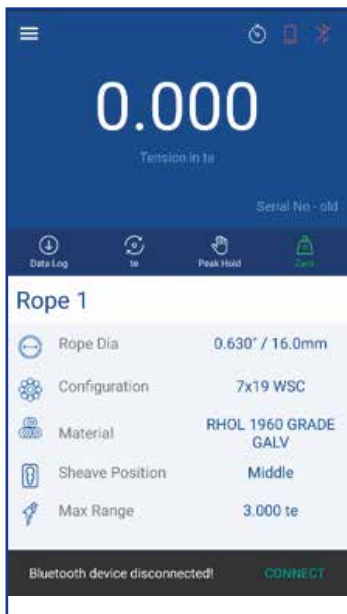 0.000
Tension in te
Serial No - old
Data Log te Peak Hold Zero
Rope 1
Rope Dia 0.630" / 16.0mm
Configuration 7x19 WSC
Material RHOL 1960 GRADE
GALV
Sheave Position Middle
Max Range 3.000 te
Bluetooth device disconnected! CONNECT